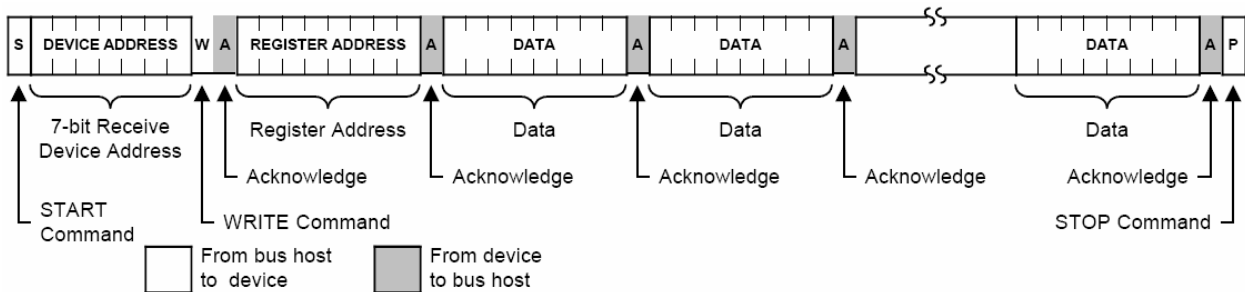 S DEVICE ADDRESS W A REGISTER ADDRESS A DATA A DATA A DATA A P
7-bit Receive Device Address
Register Address
Data
Data
Data
Acknowledge
Acknowledge
Acknowledge
Acknowledge
Acknowledge
START Command
WRITE Command
STOP Command
From bus host to device
From device to bus host